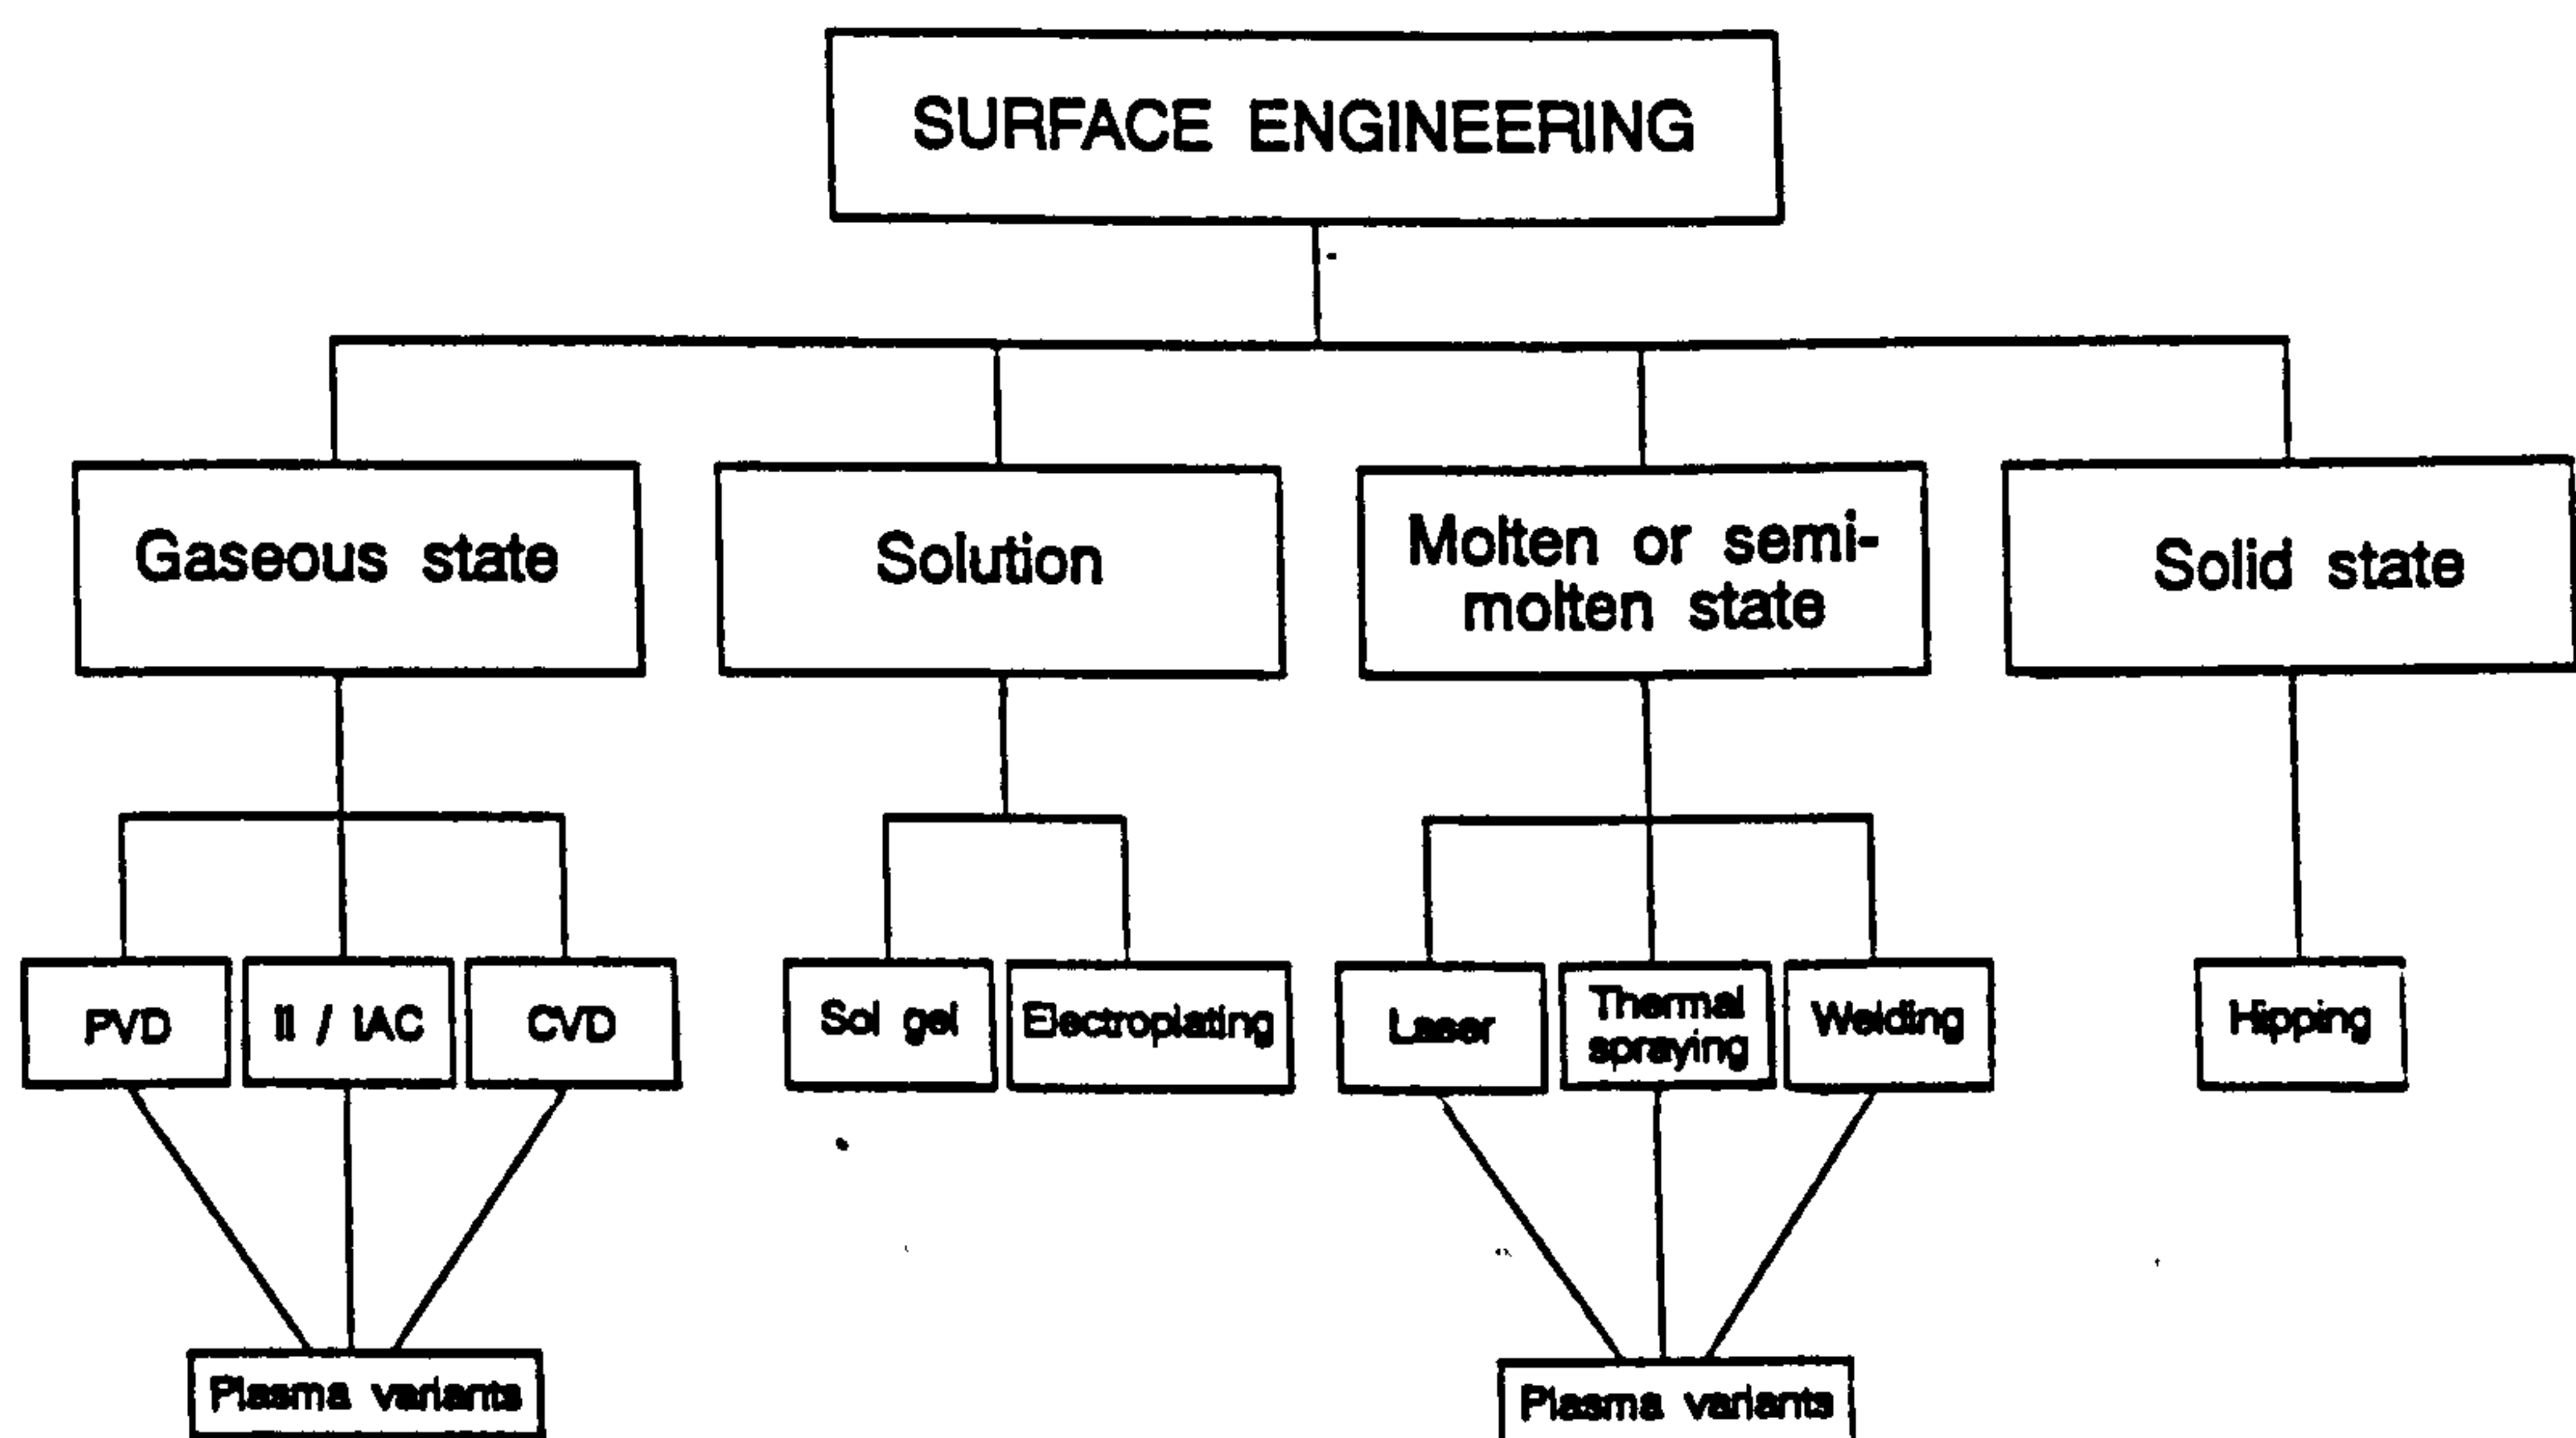 SURFACE ENGINEERING
Gaseous state
Solution
Molten or semi-
molten state
Solid state
PVD
II / IAC
CVD
Sol gel
Electroplating
Laser
Thermal
spraying
Welding
Hipping
Plasma variants
Plasma variants